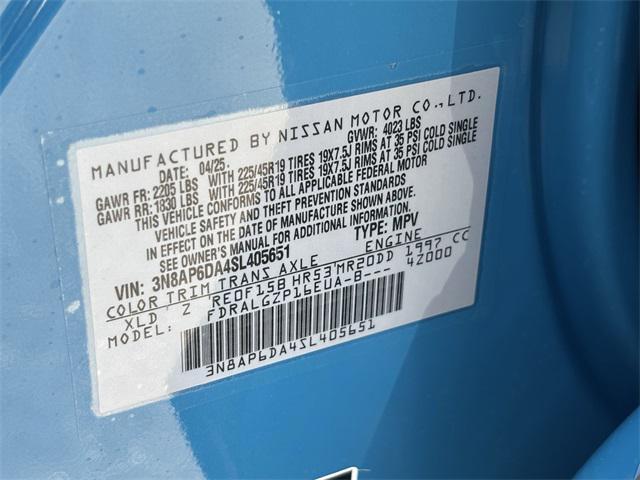 MANUFACTURED BY NISSAN MOTOR CO., LTD.
DATE: 04/25. GVWR: 4023 LBS
GAWR FR: 2205 LBS WITH 225/45R19 TIRES 19X7.5J RIMS AT 35 PSI COLD SINGLE
GAWR RR: 1830 LBS WITH 225/45R19 TIRES 19X7.5J RIMS AT 35 PSI COLD SINGLE
THIS VEHICLE CONFORMS TO ALL APPLICABLE FEDERAL MOTOR
VEHICLE SAFETY AND THEFT PREVENTION STANDARDS
IN EFFECT ON THE DATE OF MANUFACTURE SHOWN ABOVE.
SEE OWNER'S MANUAL FOR ADDITIONAL INFORMATION.
VIN: 3N8AP6DA4SL405651 TYPE: MPV
COLOR TRIM TRANS AXLE ENGINE
XLD Z RE0F15B HR53 MR20DD 1997 CC
MODEL: FDRALGZP16EUA-8--- 4Z000
3N8AP6DA4SL405651